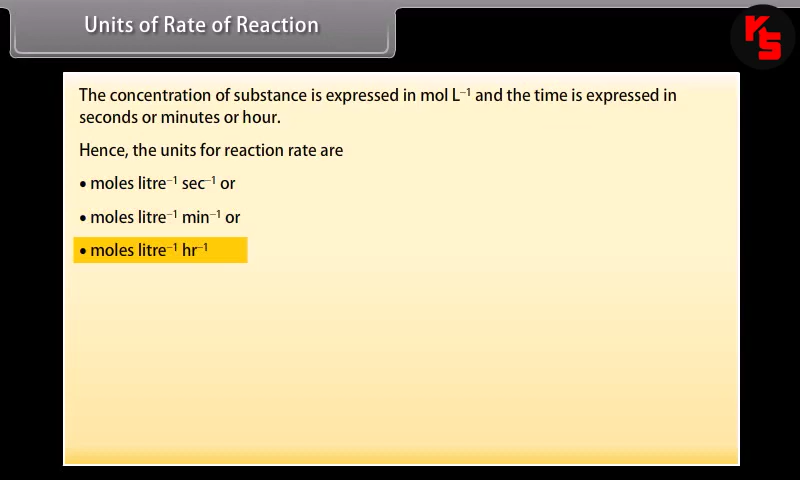 Units of Rate of Reaction
KTS
The concentration of substance is expressed in mol L⁻¹ and the time is expressed in
seconds or minutes or hour.
Hence, the units for reaction rate are
• moles litre⁻¹ sec⁻¹ or
• moles litre⁻¹ min⁻¹ or
• moles litre⁻¹ hr⁻¹